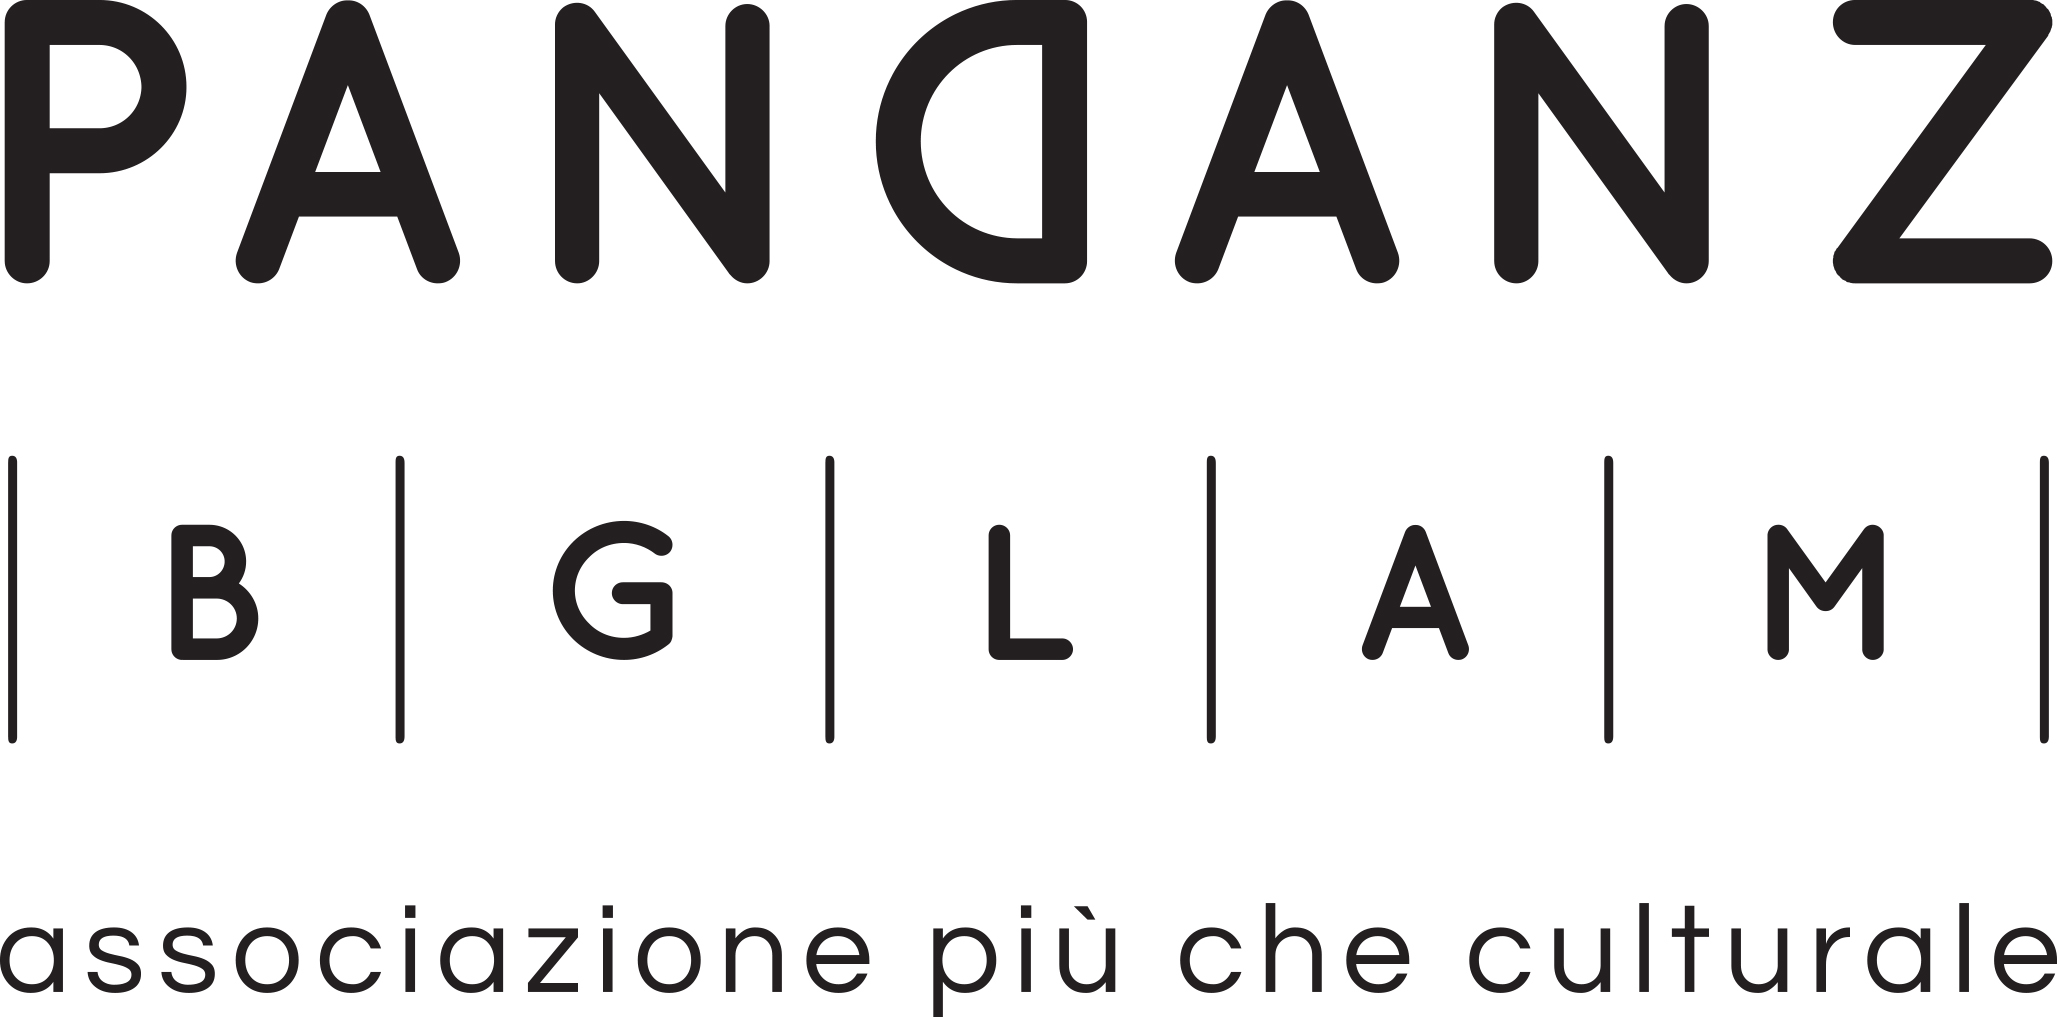 PANDANZ
| B | G | L | A | M |
associazione più che culturale